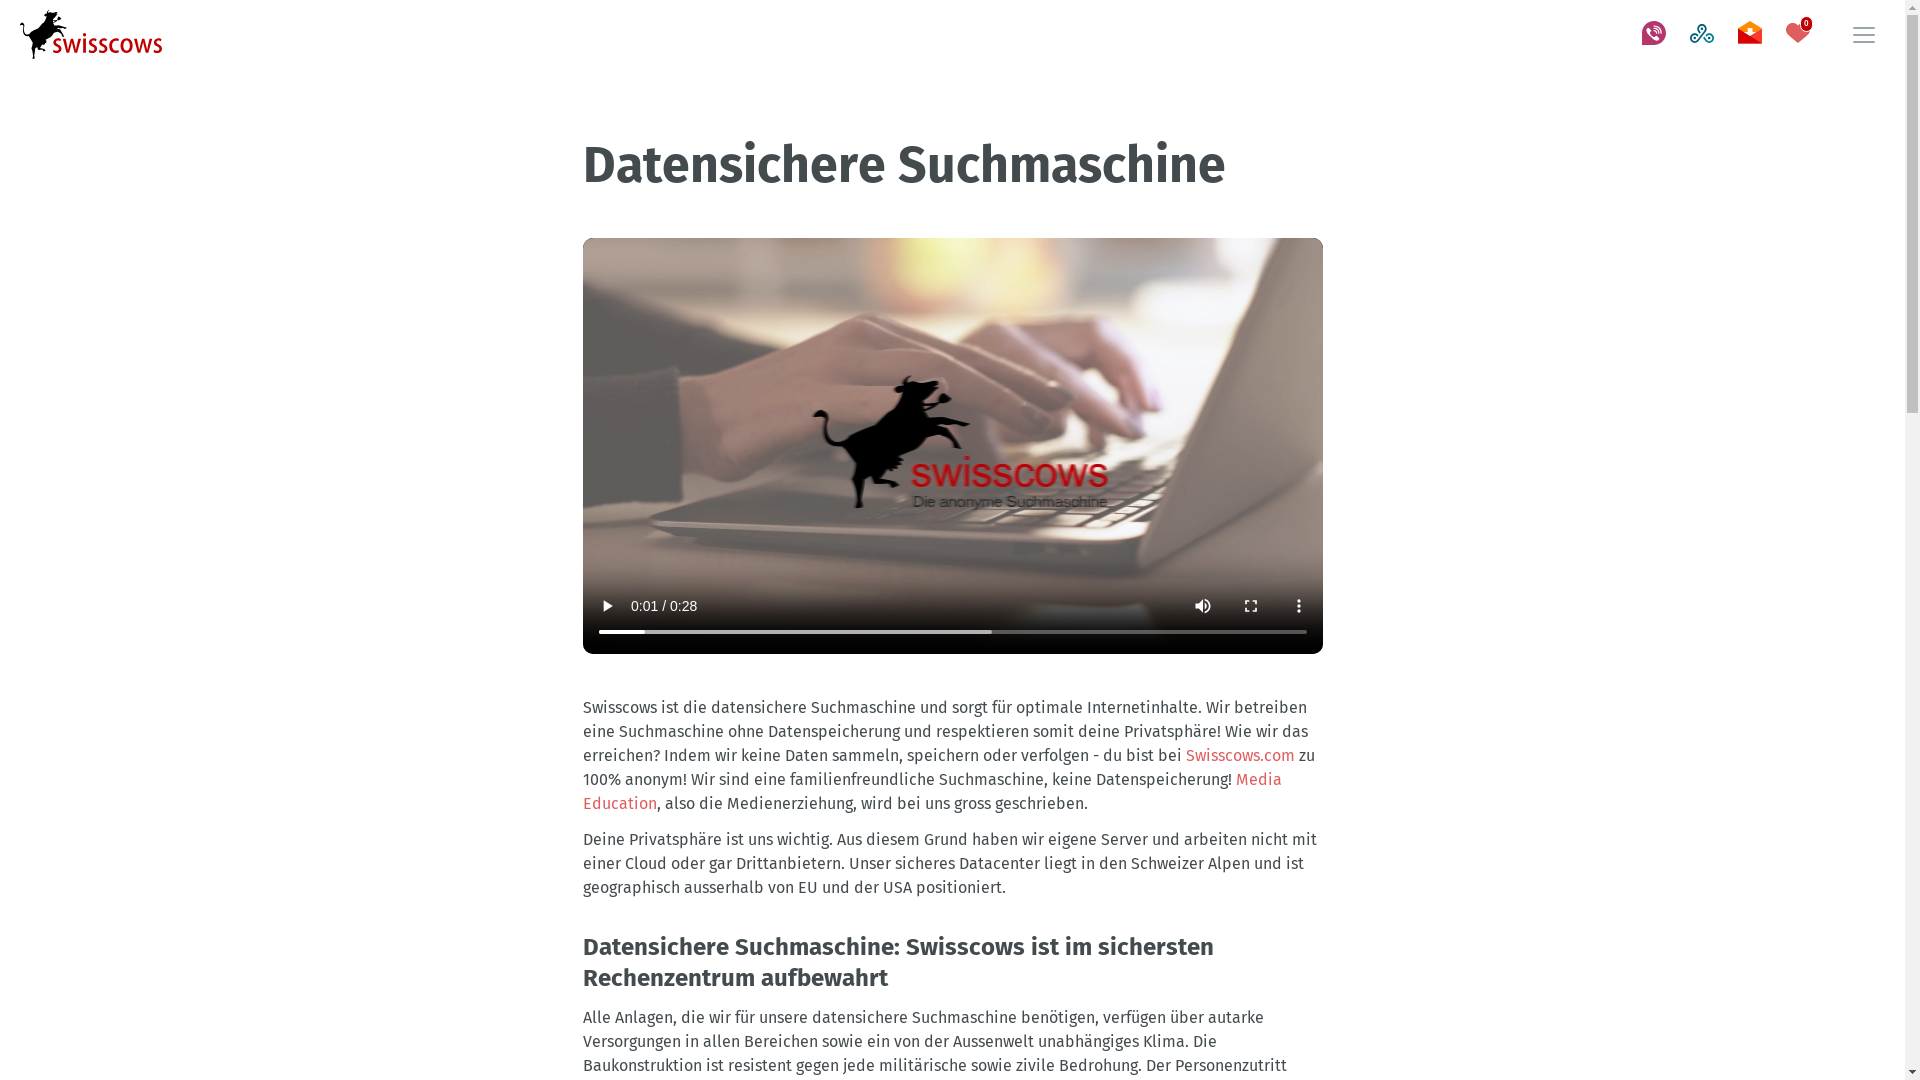 swisscows
0
Datensichere Suchmaschine
swisscows
Die anonyme Suchmaschine
0:01 / 0:28
Swisscows ist die datensichere Suchmaschine und sorgt für optimale Internetinhalte. Wir betreiben
eine Suchmaschine ohne Datenspeicherung und respektieren somit deine Privatsphäre! Wie wir das
erreichen? Indem wir keine Daten sammeln, speichern oder verfolgen - du bist bei Swisscows.com zu
100% anonym! Wir sind eine familienfreundliche Suchmaschine, keine Datenspeicherung! Media
Education, also die Medienerziehung, wird bei uns gross geschrieben.
Deine Privatsphäre ist uns wichtig. Aus diesem Grund haben wir eigene Server und arbeiten nicht mit
einer Cloud oder gar Drittanbietern. Unser sicheres Datacenter liegt in den Schweizer Alpen und ist
geographisch ausserhalb von EU und der USA positioniert.
Datensichere Suchmaschine: Swisscows ist im sichersten
Rechenzentrum aufbewahrt
Alle Anlagen, die wir für unsere datensichere Suchmaschine benötigen, verfügen über autarke
Versorgungen in allen Bereichen sowie ein von der Aussenwelt unabhängiges Klima. Die
Baukonstruktion ist resistent gegen jede militärische sowie zivile Bedrohung. Der Personenzutritt